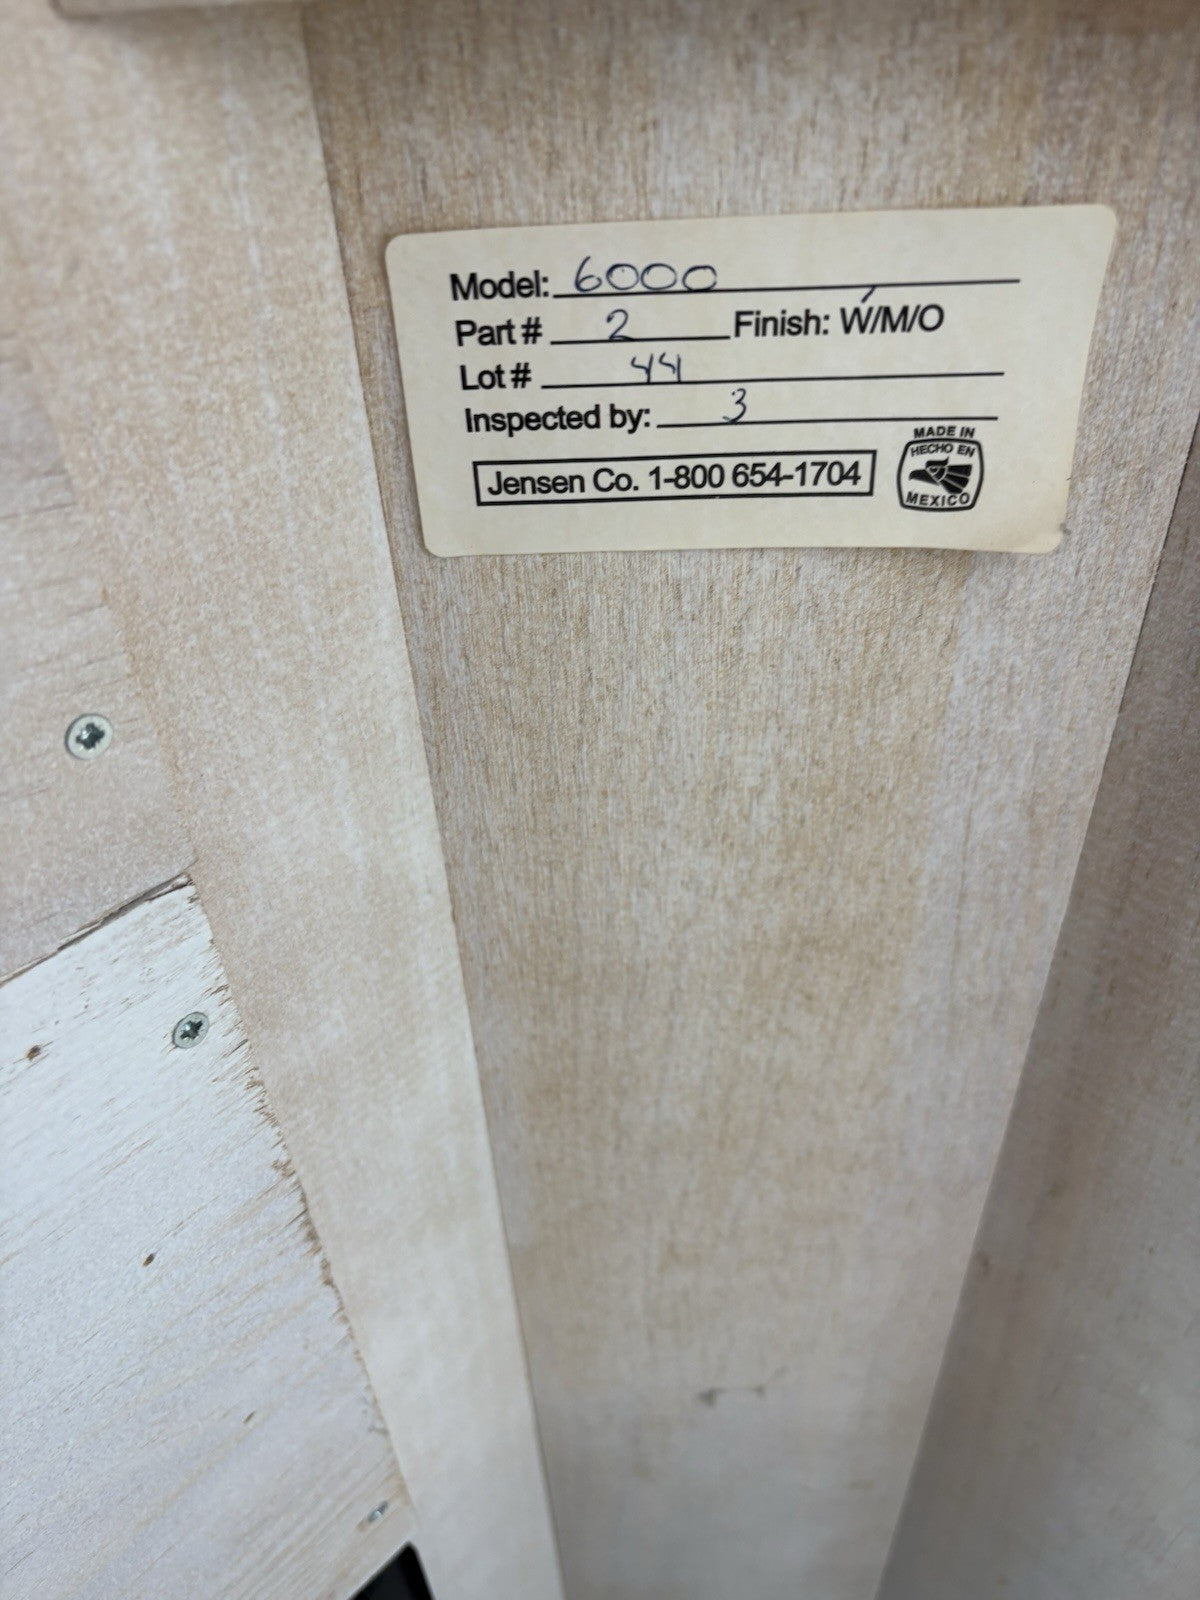 Model: 6000
Part # 2 Finish: W/M/O
Lot # 441
Inspected by: 3
Jensen Co. 1-800 654-1704
MADE IN
HECHO EN
MEXICO